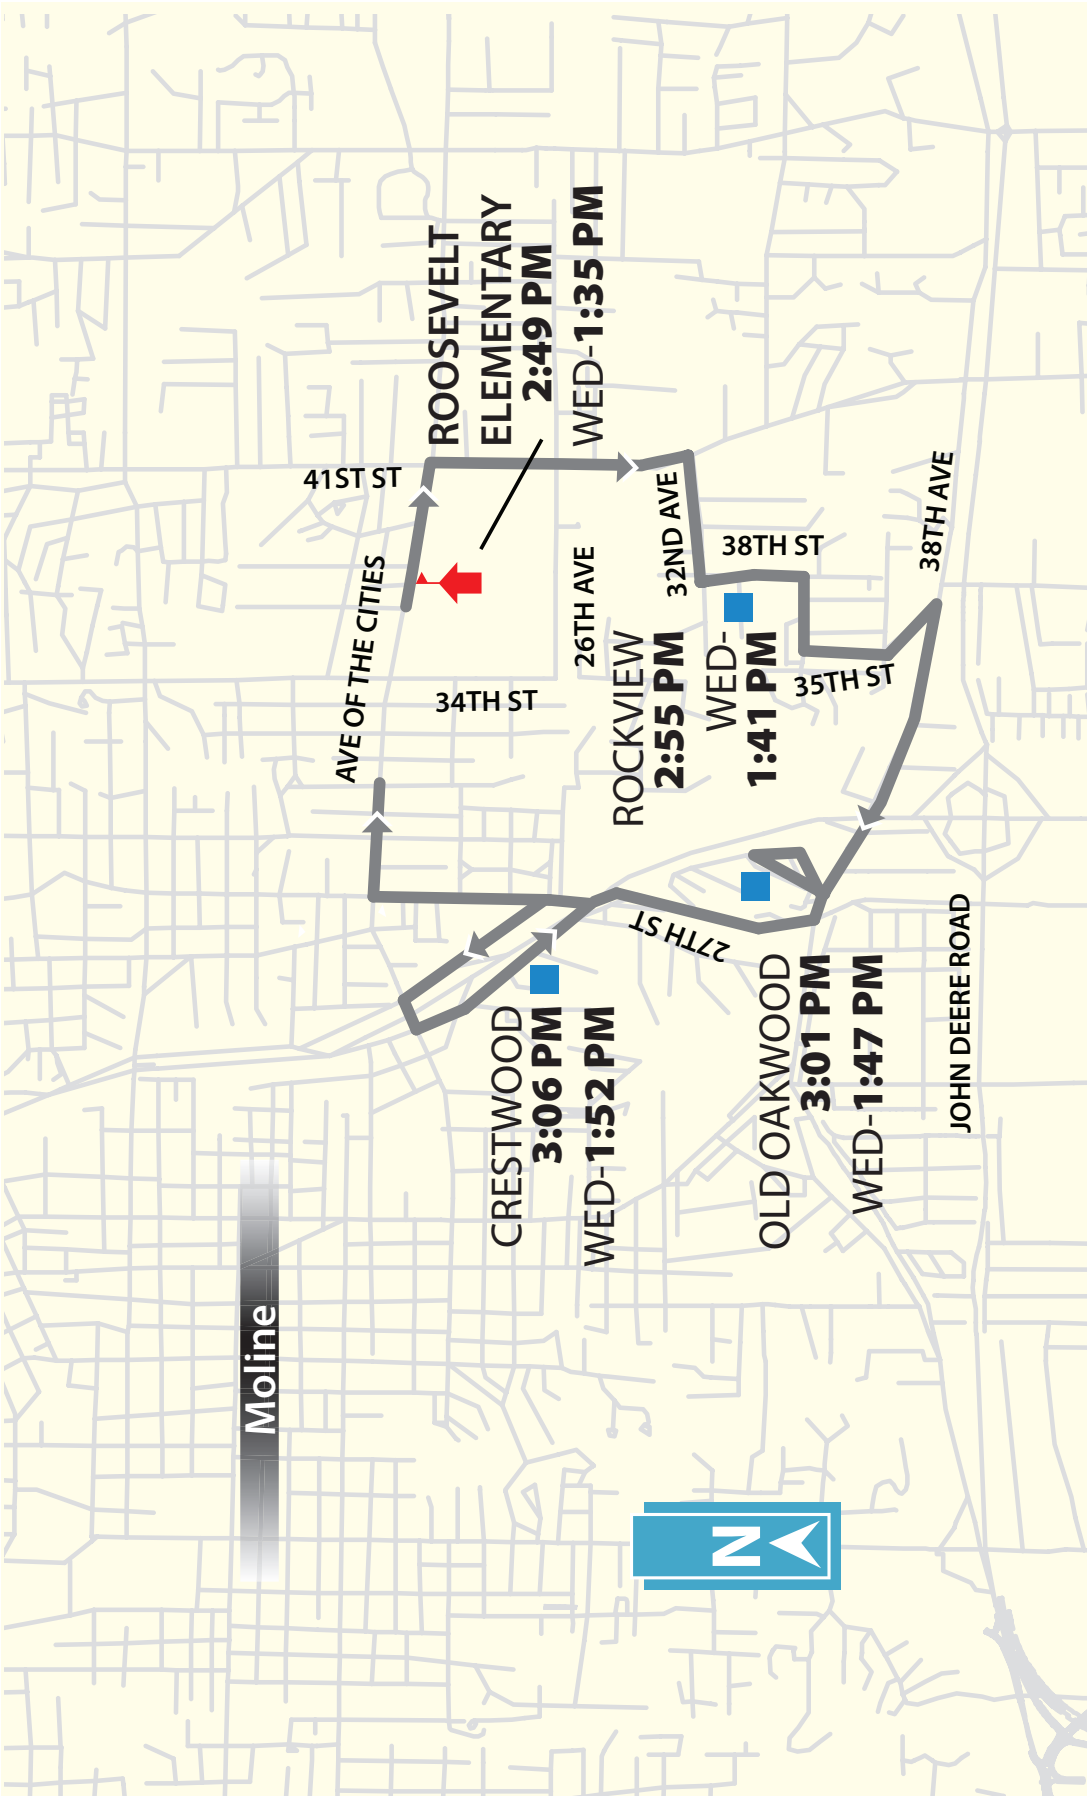 ROOSEVELT
ELEMENTARY
2:49 PM
WED-1:35 PM
41ST ST
AVE OF THE CITIES
34TH ST
26TH AVE
32ND AVE
38TH ST
38TH AVE
35TH ST
ROCKVIEW
2:55 PM
WED-
1:41 PM
27TH ST
CRESTWOOD
3:06 PM
WED-1:52 PM
OLD OAKWOOD
3:01 PM
WED-1:47 PM
JOHN DEERE ROAD
Moline
N